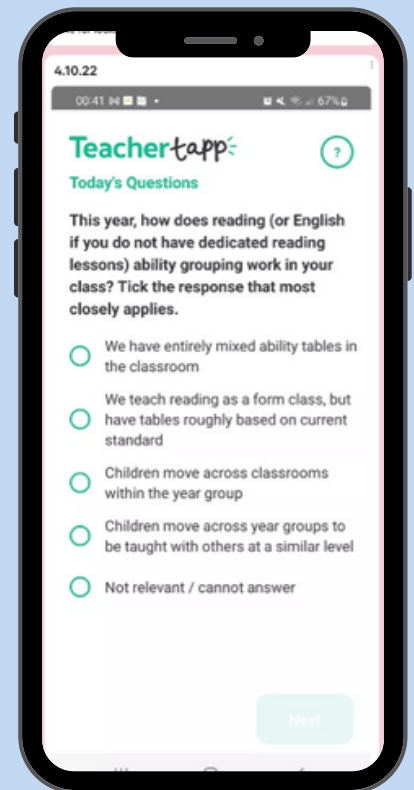 4.10.22
00:41
67%
Teachertapp
?
Today's Questions
This year, how does reading (or English
if you do not have dedicated reading
lessons) ability grouping work in your
class? Tick the response that most
closely applies.
We have entirely mixed ability tables in
the classroom
We teach reading as a form class, but
have tables roughly based on current
standard
Children move across classrooms
within the year group
Children move across year groups to
be taught with others at a similar level
Not relevant / cannot answer
Next